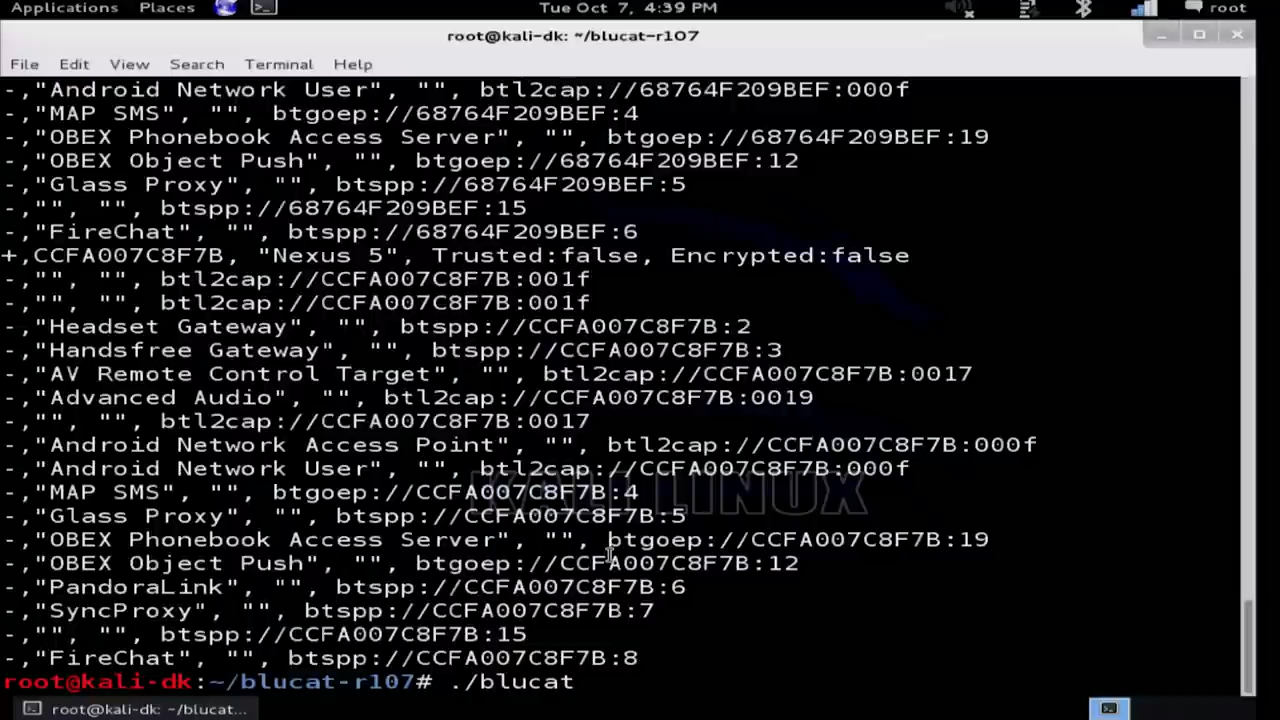 Applications Places Tue Oct 7, 4:39 PM root
root@kali-dk: ~/blucat-r107
File Edit View Search Terminal Help
-,"Android Network User", "", btl2cap://68764F209BEF:000f
-,"MAP SMS", "", btgoep://68764F209BEF:4
-,"OBEX Phonebook Access Server", "", btgoep://68764F209BEF:19
-,"OBEX Object Push", "", btgoep://68764F209BEF:12
-,"Glass Proxy", "", btspp://68764F209BEF:5
-,"", "", btspp://68764F209BEF:15
-,"FireChat", "", btspp://68764F209BEF:6
+,CCFA007C8F7B, "Nexus 5", Trusted:false, Encrypted:false
-,"", "", btl2cap://CCFA007C8F7B:001f
-,"", "", btl2cap://CCFA007C8F7B:001f
-,"Headset Gateway", "", btspp://CCFA007C8F7B:2
-,"Handsfree Gateway", "", btspp://CCFA007C8F7B:3
-,"AV Remote Control Target", "", btl2cap://CCFA007C8F7B:0017
-,"Advanced Audio", "", btl2cap://CCFA007C8F7B:0019
-,"", "", btl2cap://CCFA007C8F7B:0017
-,"Android Network Access Point", "", btl2cap://CCFA007C8F7B:000f
-,"Android Network User", "", btl2cap://CCFA007C8F7B:000f
-,"MAP SMS", "", btgoep://CCFA007C8F7B:4
KALI LINUX
-,"Glass Proxy", "", btspp://CCFA007C8F7B:5
-,"OBEX Phonebook Access Server", "", btgoep://CCFA007C8F7B:19
-,"OBEX Object Push", "", btgoep://CCFA007C8F7B:12
-,"PandoraLink", "", btspp://CCFA007C8F7B:6
-,"SyncProxy", "", btspp://CCFA007C8F7B:7
-,"", "", btspp://CCFA007C8F7B:15
-,"FireChat", "", btspp://CCFA007C8F7B:8
root@kali-dk:~/blucat-r107# ./blucat
root@kali-dk: ~/blucat...